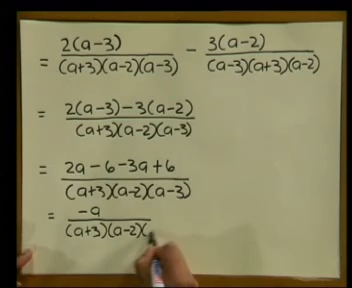 = 2(a-3)/(a+3)(a-2)(a-3) - 3(a-2)/(a-3)(a+3)(a-2)
= 2(a-3)-3(a-2)/(a+3)(a-2)(a-3)
= 2a-6-3a+6/(a+3)(a-2)(a-3)
= -a/(a+3)(a-2)(